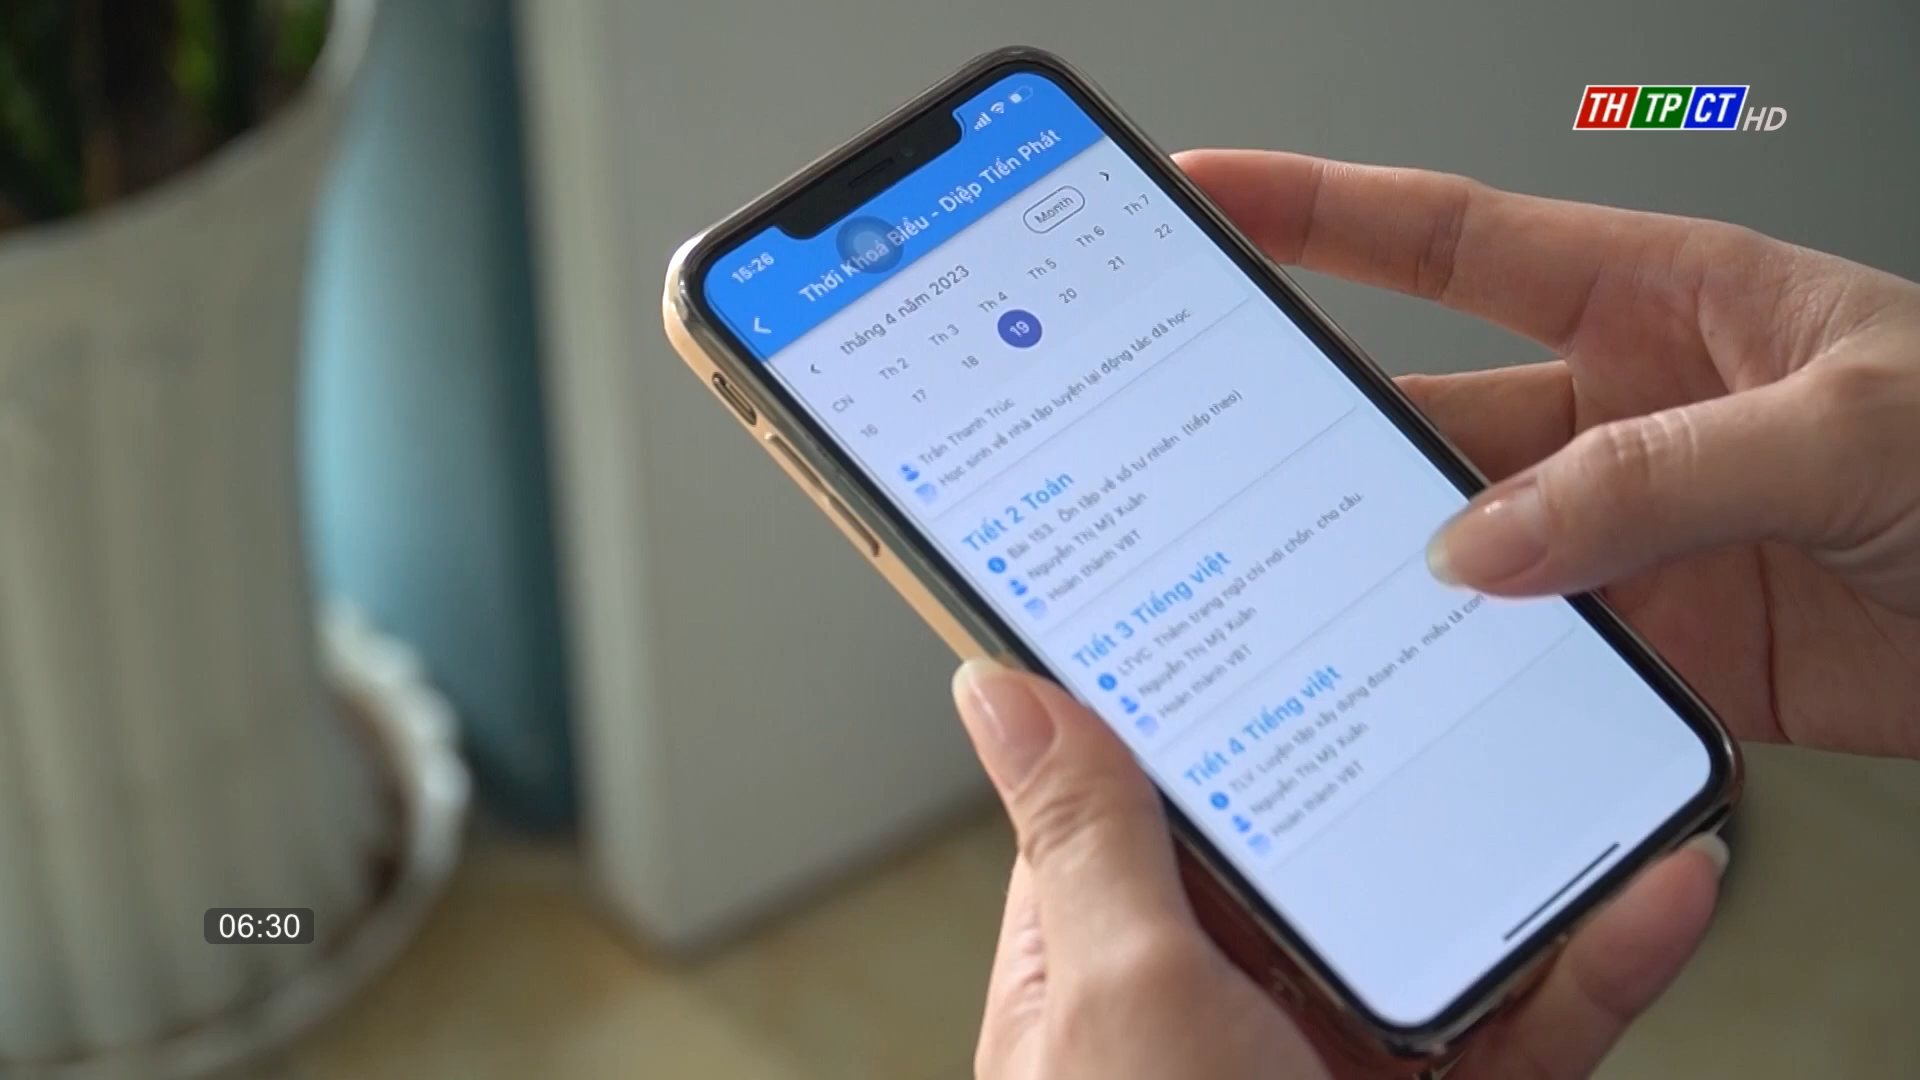 TH TP CT HD
15:26
Thời Khoá Biểu - Diệp Tiến Phát
tháng 4 năm 2023
Month
CN Th 2 Th 3 Th 4 Th 5 Th 6 Th 7
16 17 18 19 20 21 22
Trần Thanh Trúc
Học sinh về nhà tập luyện lại động tác đã học.
Tiết 2 Toán
Bài 153. Ôn tập về số tự nhiên (tiếp theo)
Nguyễn Thị Mỹ Xuân
Hoàn thành VBT
Tiết 3 Tiếng việt
LTVC Thêm trạng ngữ chỉ nơi chốn cho câu.
Nguyễn Thị Mỹ Xuân
Hoàn thành VBT
Tiết 4 Tiếng việt
TLV Luyện tập xây dựng đoạn văn miêu tả con
Nguyễn Thị Mỹ Xuân
Hoàn thành VBT
06:30